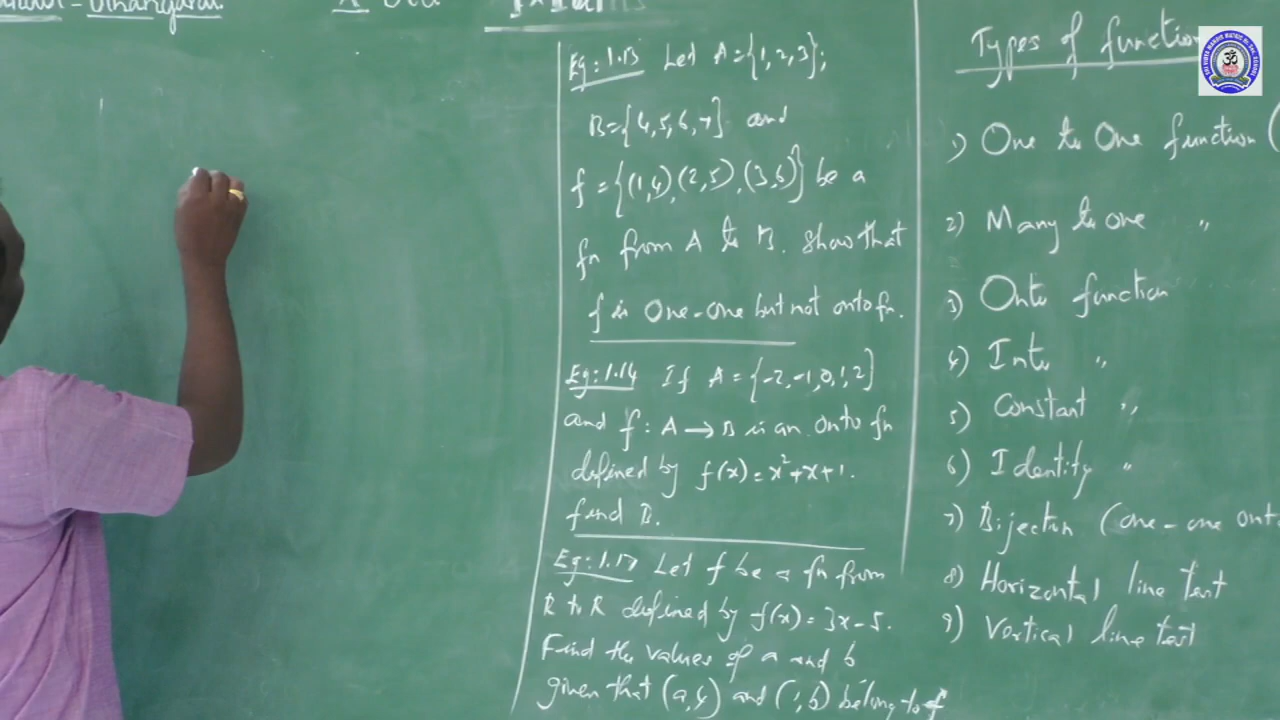 Eg: 1.13 Let A = {1, 2, 3};
B = {4, 5, 6, 7} and
f = {(1,4), (2,5), (3,6)} be a
fn from A to B. Show that
f is One-one but not onto fn.
Eg: 1.14 If A = {-2, -1, 0, 1, 2}
and f : A → B is an onto fn
defined by f(x) = x² + x + 1.
find B.
Eg: 1.17 Let f be a fn from
R to R defined by f(x) = 3x - 5.
Find the values of a and b
given that (a, 4) and (1, b) belong to f
Types of function
1) One to One function (
2) Many to one "
3) Onto function
4) Into "
5) Constant "
6) Identity "
7) Bijection (one-one onto
8) Horizontal line test
9) Vertical line test